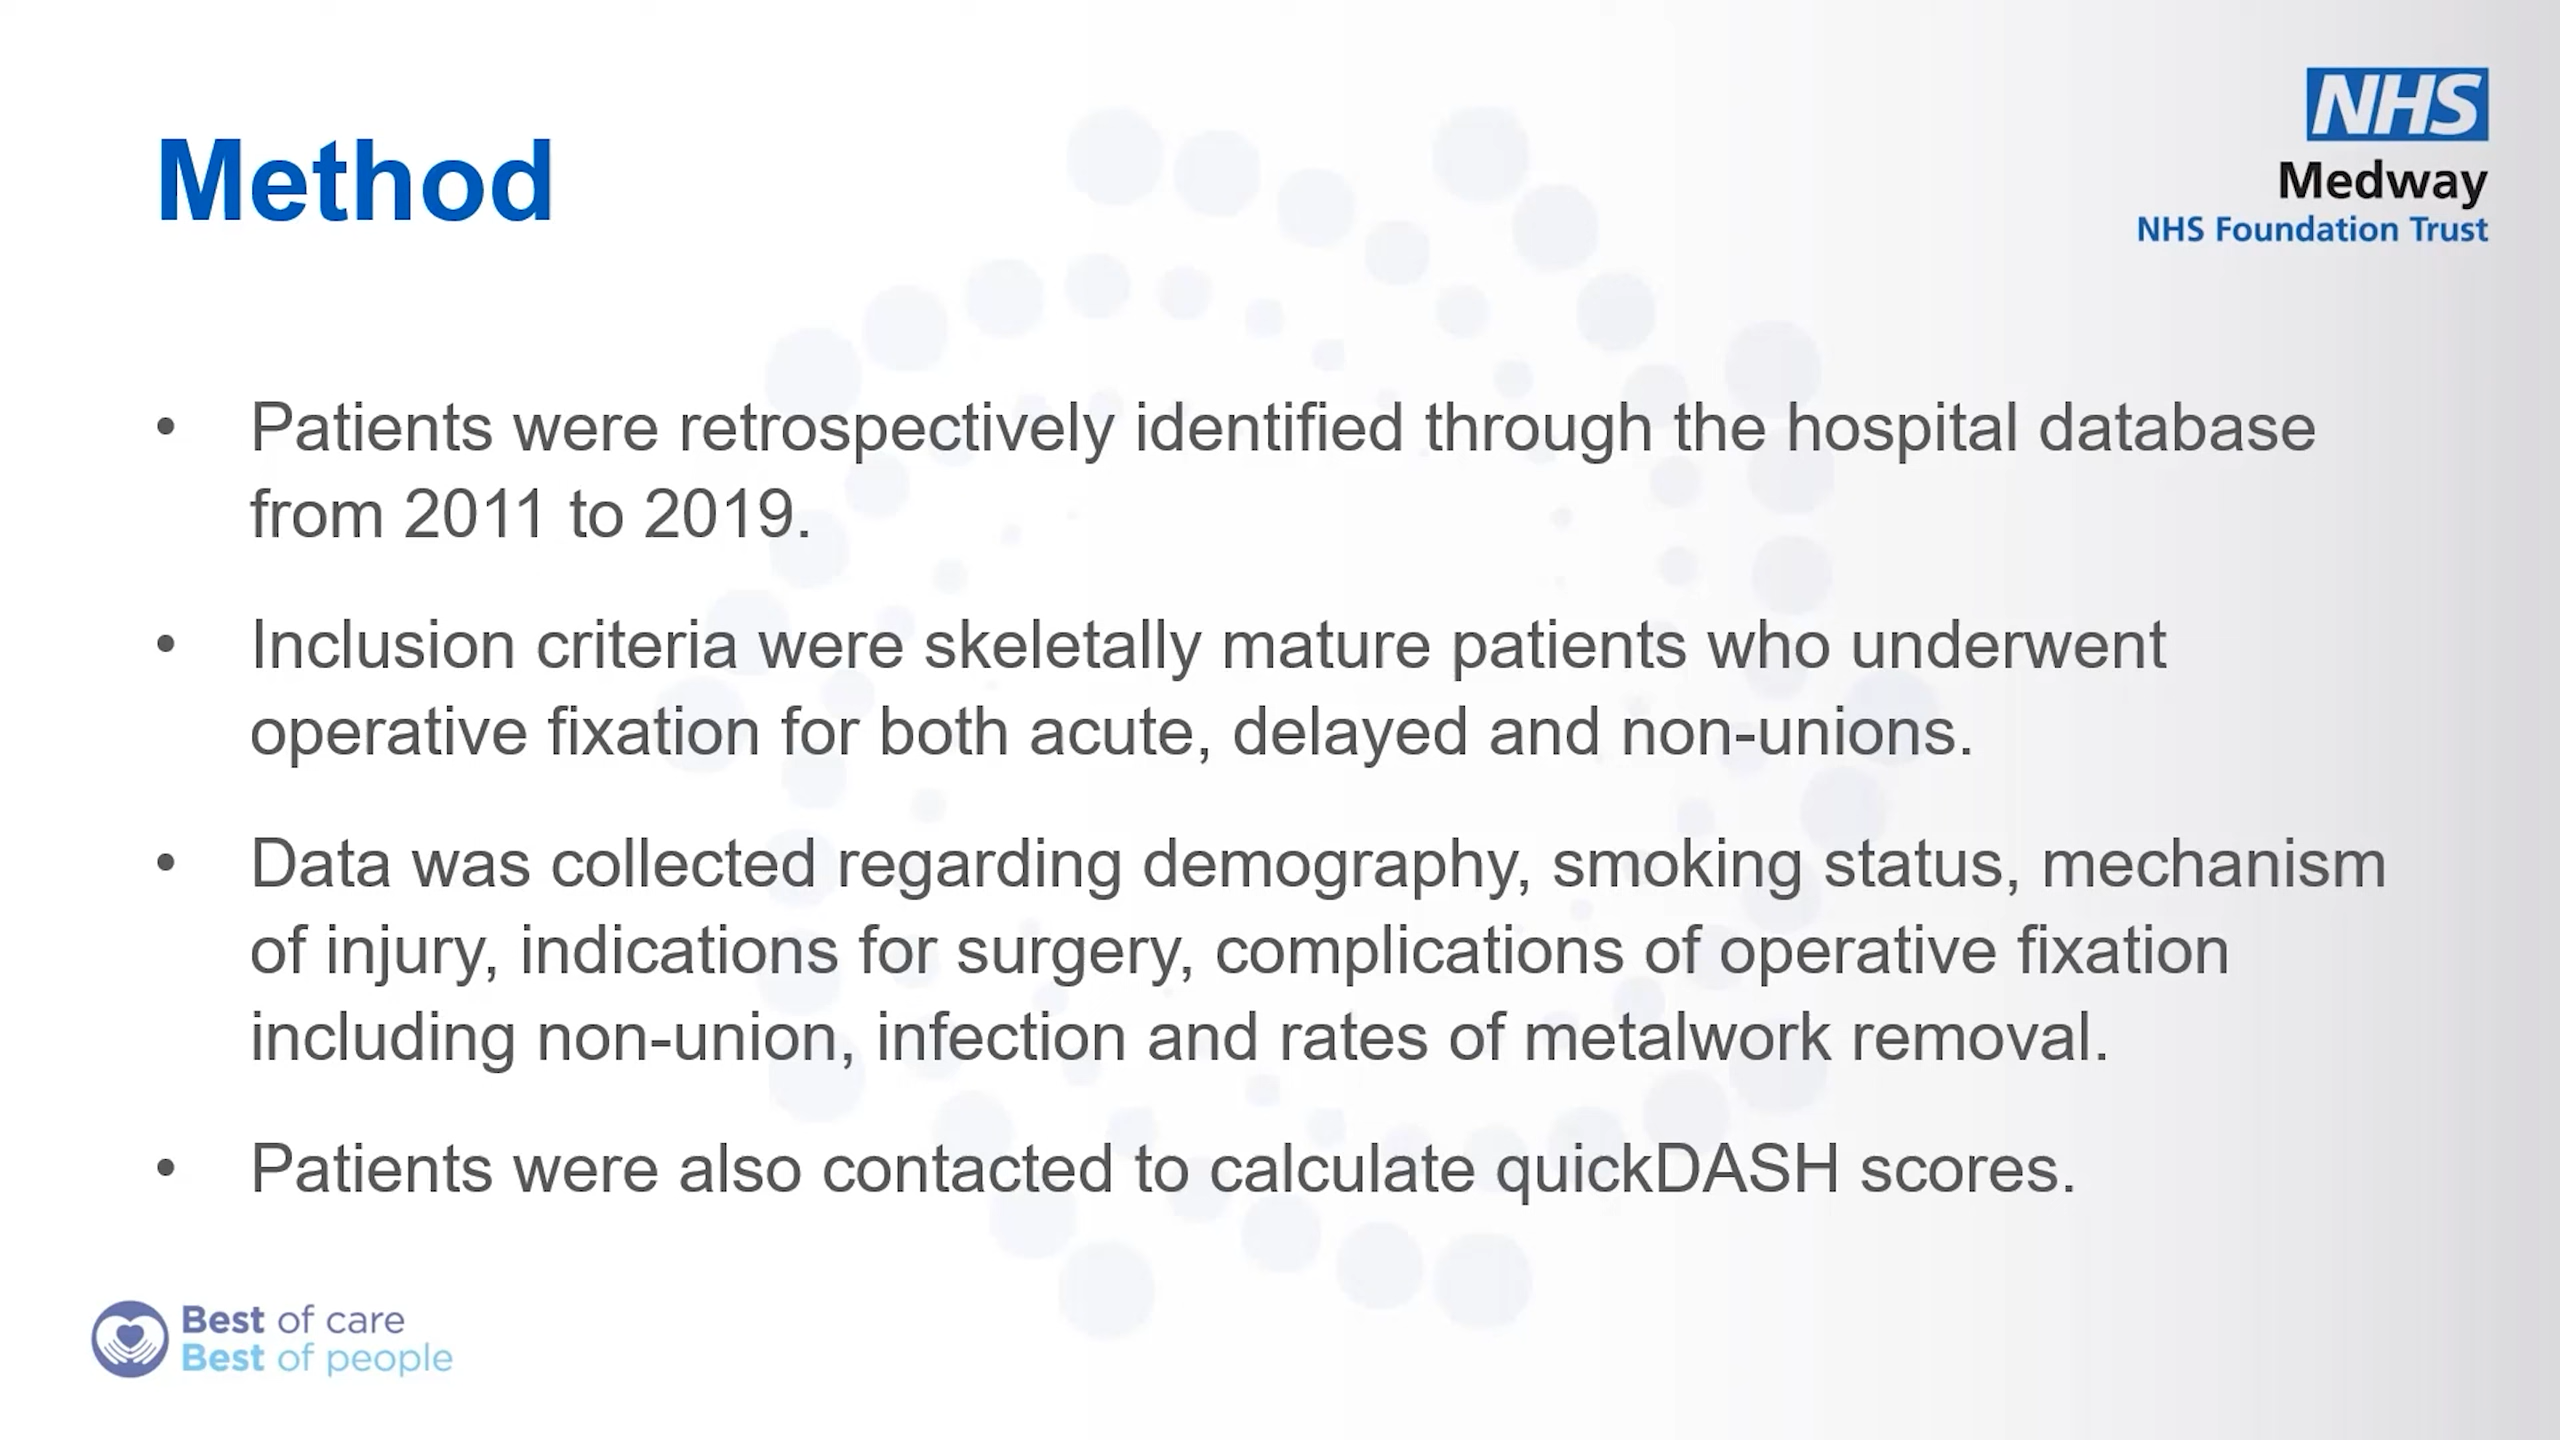 Method
NHS
Medway
NHS Foundation Trust
• Patients were retrospectively identified through the hospital database
from 2011 to 2019.
• Inclusion criteria were skeletally mature patients who underwent
operative fixation for both acute, delayed and non-unions.
• Data was collected regarding demography, smoking status, mechanism
of injury, indications for surgery, complications of operative fixation
including non-union, infection and rates of metalwork removal.
• Patients were also contacted to calculate quickDASH scores.
Best of care
Best of people